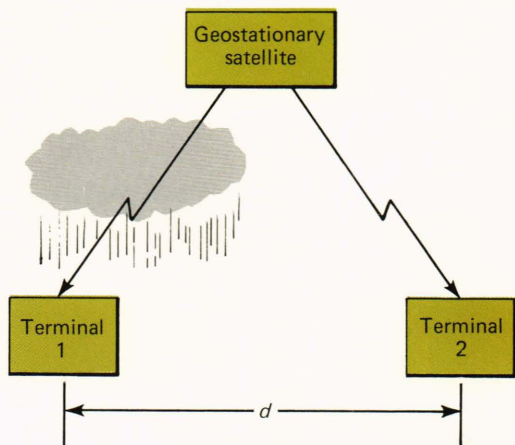 Geostationary
satellite
Terminal
1
Terminal
2
d